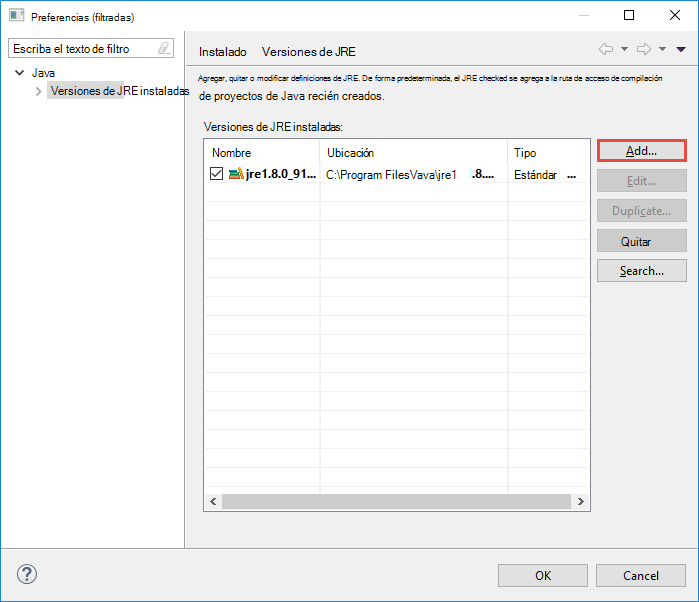 Preferencias (filtradas)
Escriba el texto de filtro
Java
Versiones de JRE instaladas
Instalado Versiones de JRE
Agregar, quitar o modificar definiciones de JRE. De forma predeterminada, el JRE checked se agrega a la ruta de acceso de compilación
de proyectos de Java recién creados.
Versiones de JRE instaladas:
Nombre Ubicación Tipo
jre1.8.0_91... C:\Program FilesVava\jre1 .8.... Estándar ...
Add...
Edit...
Duplicate...
Quitar
Search...
OK Cancel